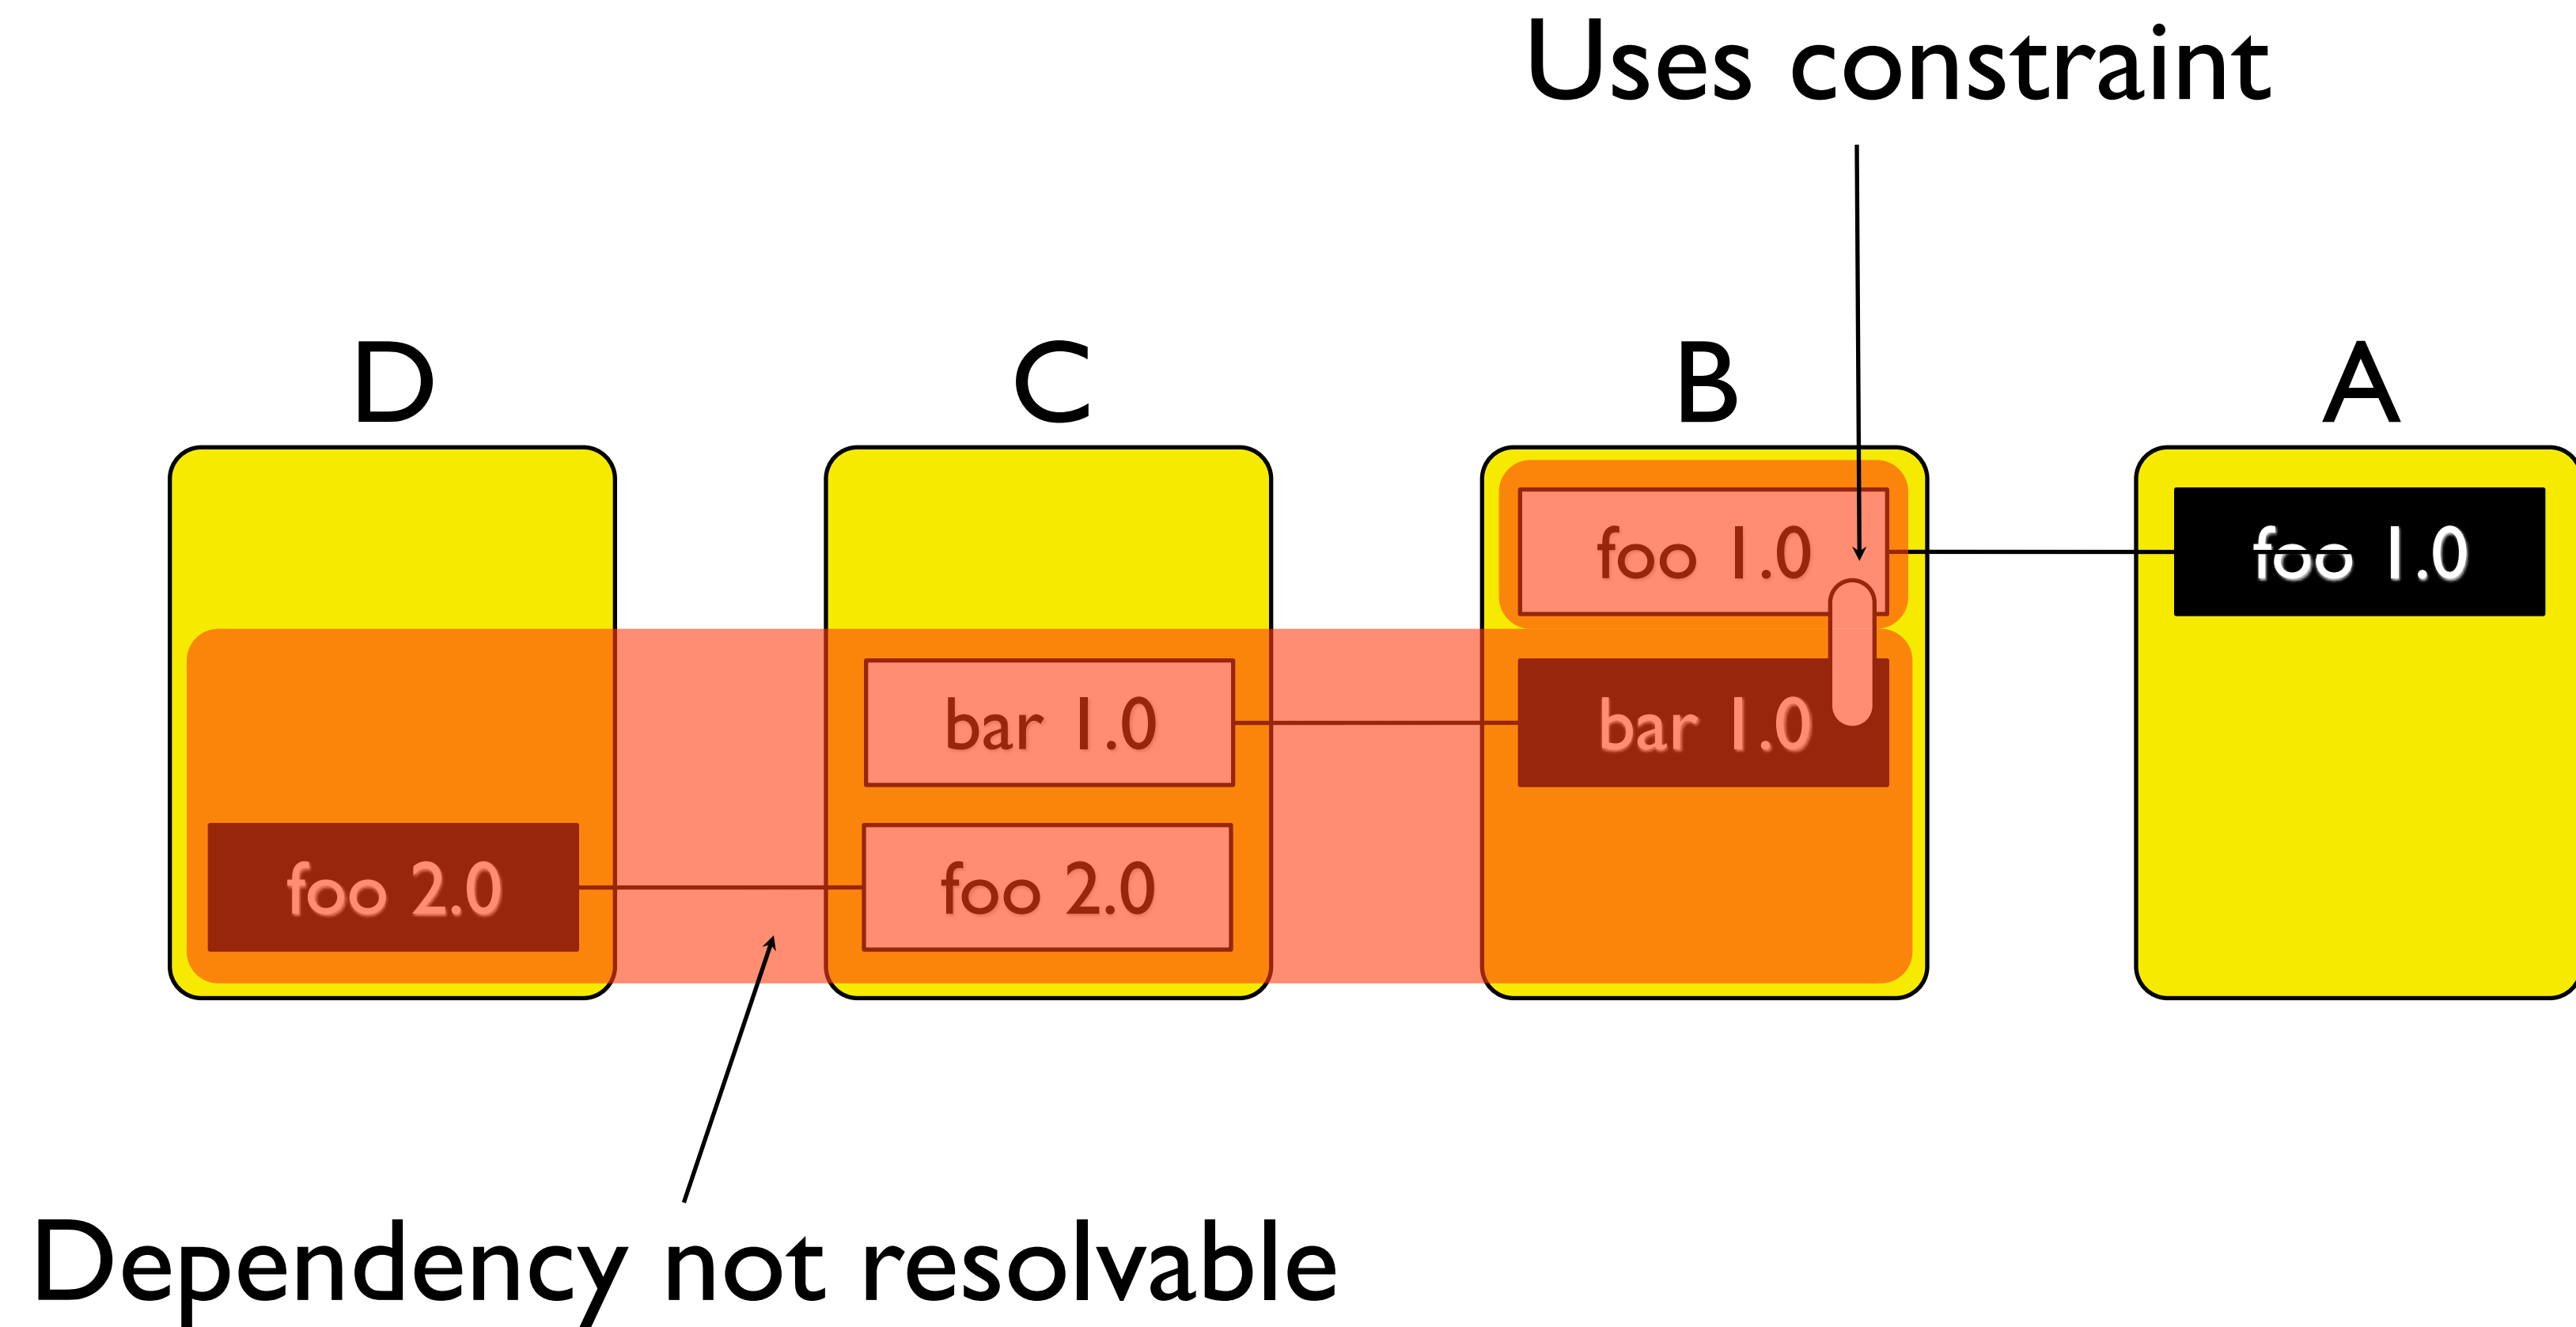 Uses constraint
D
C
B
A
foo 1.0
foo 1.0
bar 1.0
bar 1.0
foo 2.0
foo 2.0
Dependency not resolvable